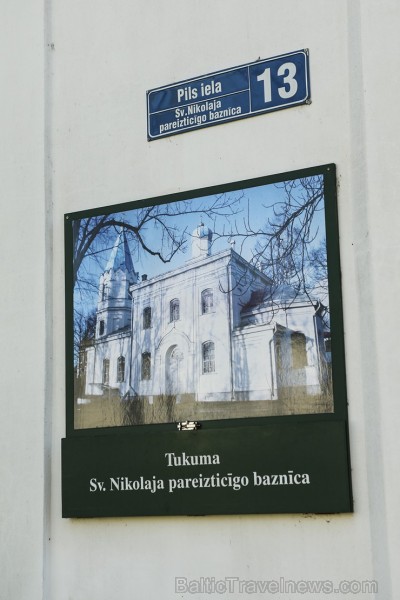 Pils iela 13
Sv.Nikolaja
pareizticīgo baznīca
Tukuma
Sv. Nikolaja pareizticīgo baznīca
BalticTravelnews.com